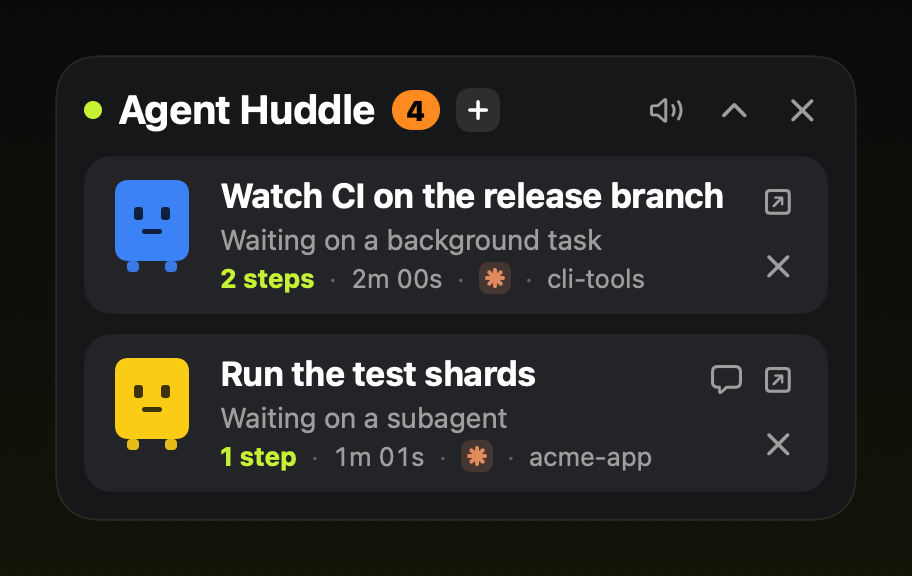 Agent Huddle 4 +
Watch CI on the release branch
Waiting on a background task
2 steps · 2m 00s · · cli-tools
Run the test shards
Waiting on a subagent
1 step · 1m 01s · · acme-app